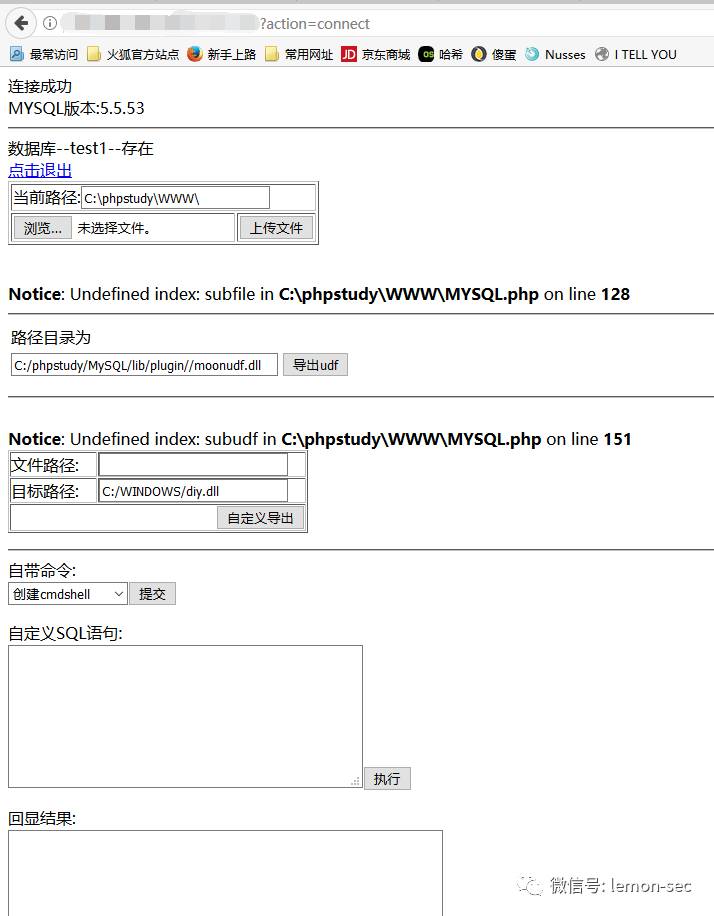 ?action=connect
最常访问 火狐官方站点 新手上路 常用网址 JD 京东商城 OS 哈希 傻蛋 Nusses I TELL YOU
连接成功
MYSQL版本:5.5.53
数据库--test1--存在
点击退出
当前路径: C:\phpstudy\WWW\
浏览... 未选择文件。 上传文件
Notice: Undefined index: subfile in C:\phpstudy\WWW\MYSQL.php on line 128
路径目录为
C:/phpstudy/MySQL/lib/plugin//moonudf.dll 导出udf
Notice: Undefined index: subudf in C:\phpstudy\WWW\MYSQL.php on line 151
文件路径:
目标路径: C:/WINDOWS/diy.dll
自定义导出
自带命令:
创建cmdshell 提交
自定义SQL语句:
执行
回显结果:
微信号: lemon-sec